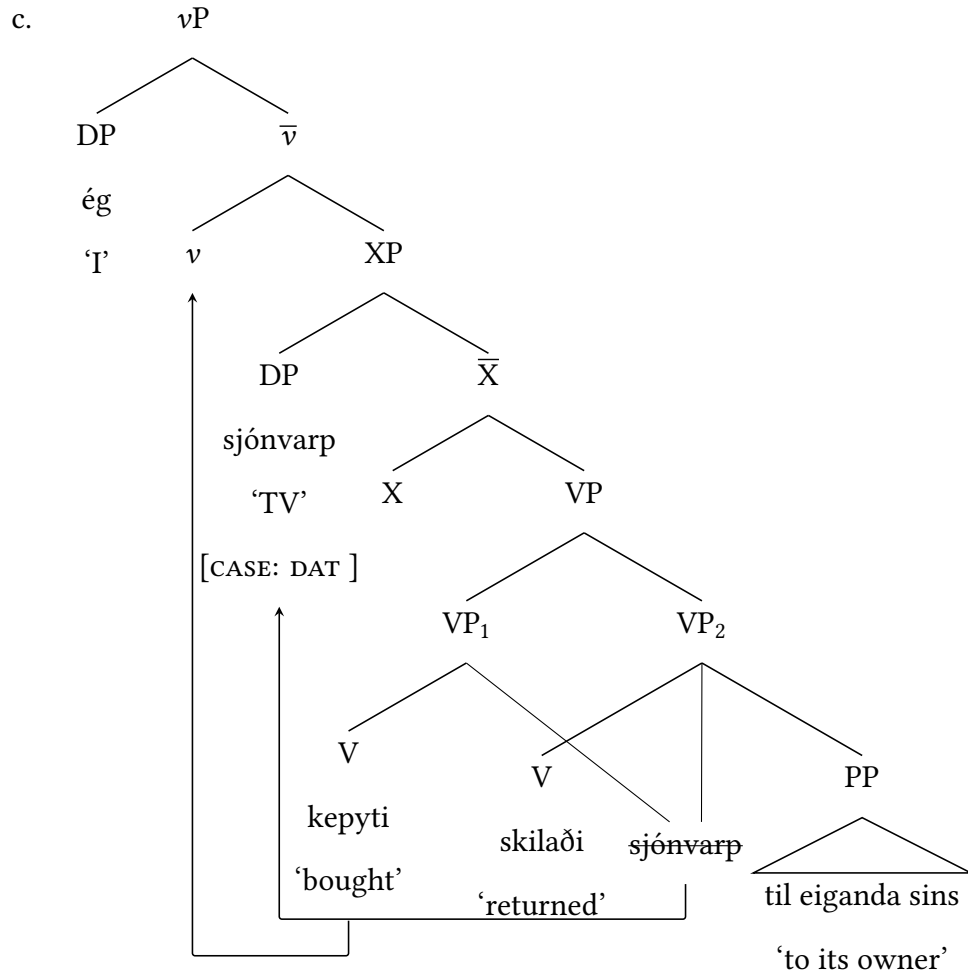 c.
vP
DP v̅
ég
‘I’ v XP
DP X̅
sjónvarp
‘TV’ X VP
[CASE: DAT ]
VP₁ VP₂
V V PP
kepyti skilaði sjónvarp
‘bought’ ‘returned’ til eiganda sins
‘to its owner’